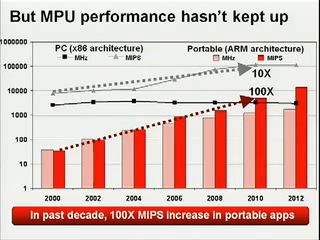 But MPU performance hasn't kept up
PC (x86 architecture) Portable (ARM architecture)
MHz MIPS MHz MIPS
1000000
100000
10000
1000
100
10
1
10X
100X
2000 2002 2004 2006 2008 2010 2012
In past decade, 100X MIPS increase in portable apps